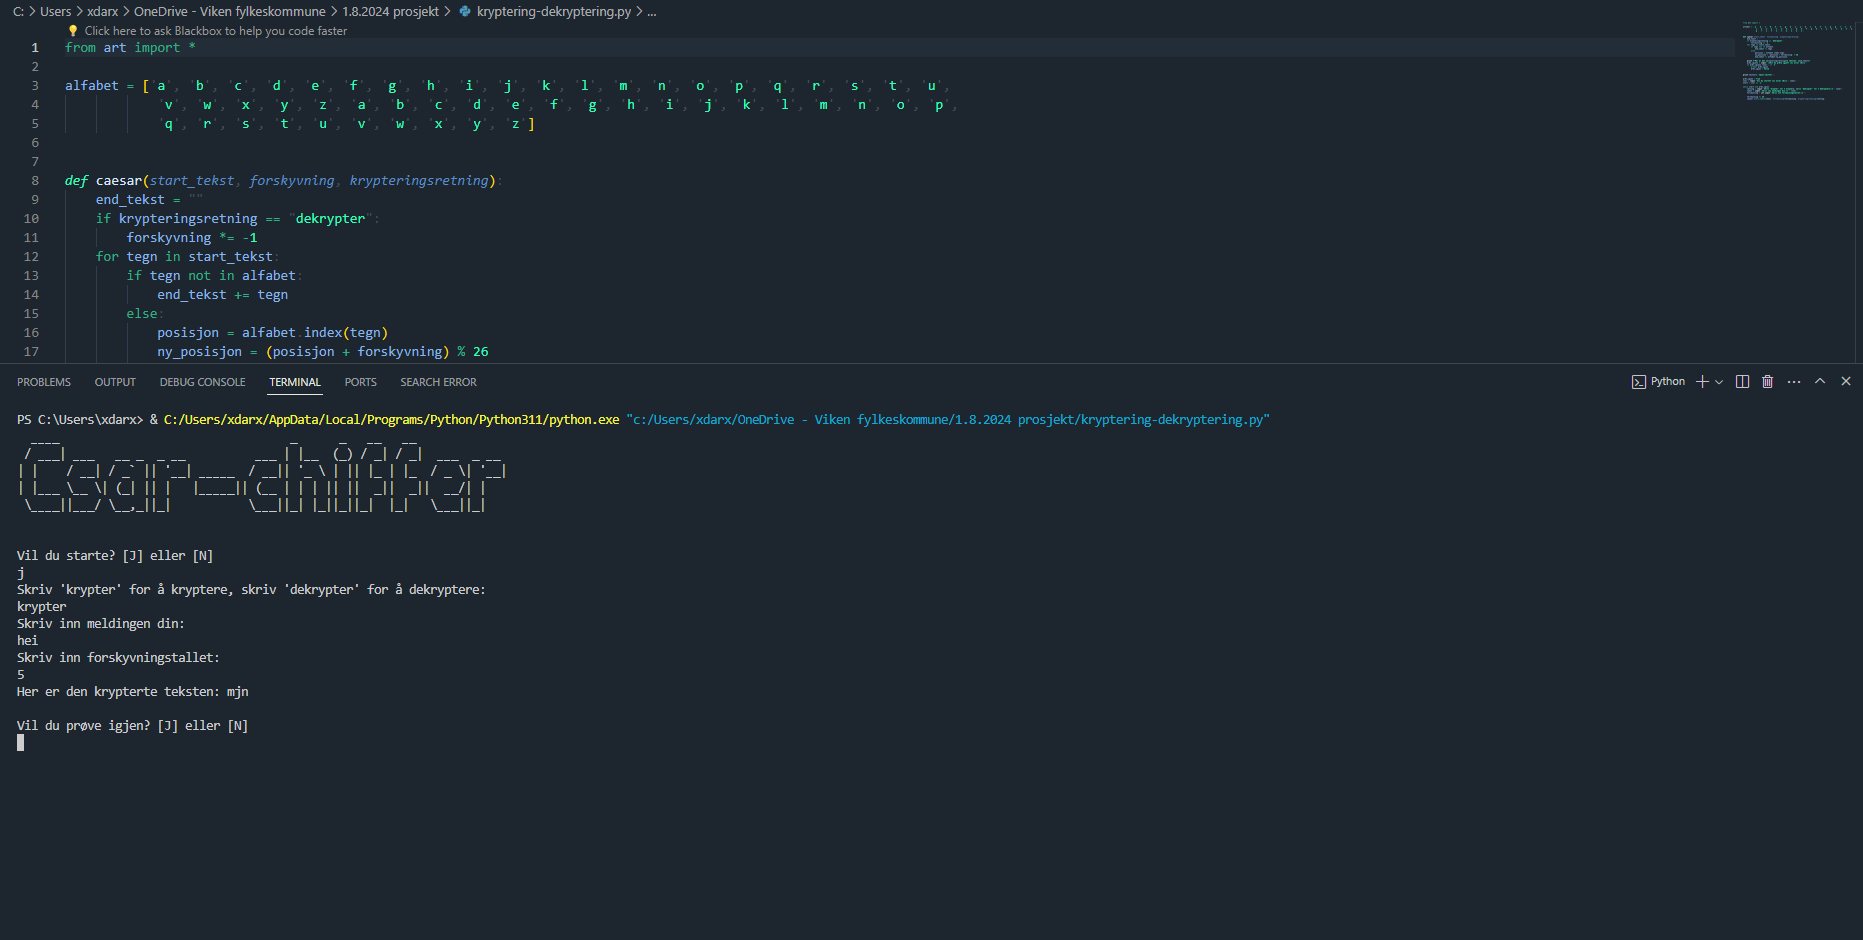 C: > Users > xdarx > OneDrive - Viken fylkeskommune > 1.8.2024 prosjekt > kryptering-dekryptering.py > ...
Click here to ask Blackbox to help you code faster
1 from art import *
2
3 alfabet = ['a', 'b', 'c', 'd', 'e', 'f', 'g', 'h', 'i', 'j', 'k', 'l', 'm', 'n', 'o', 'p', 'q', 'r', 's', 't', 'u',
4 'v', 'w', 'x', 'y', 'z', 'a', 'b', 'c', 'd', 'e', 'f', 'g', 'h', 'i', 'j', 'k', 'l', 'm', 'n', 'o', 'p',
5 'q', 'r', 's', 't', 'u', 'v', 'w', 'x', 'y', 'z']
6
7
8 def caesar(start_tekst, forskyvning, krypteringsretning):
9 end_tekst = ""
10 if krypteringsretning == "dekrypter":
11 forskyvning *= -1
12 for tegn in start_tekst:
13 if tegn not in alfabet:
14 end_tekst += tegn
15 else:
16 posisjon = alfabet.index(tegn)
17 ny_posisjon = (posisjon + forskyvning) % 26
PROBLEMS OUTPUT DEBUG CONSOLE TERMINAL PORTS SEARCH ERROR Python
PS C:\Users\xdarx> & C:/Users/xdarx/AppData/Local/Programs/Python/Python311/python.exe "c:/Users/xdarx/OneDrive - Viken fylkeskommune/1.8.2024 prosjekt/kryptering-dekryptering.py"
Csar-chiffer
Vil du starte? [J] eller [N]
j
Skriv 'krypter' for å kryptere, skriv 'dekrypter' for å dekryptere:
krypter
Skriv inn meldingen din:
hei
Skriv inn forskyvningstallet:
5
Her er den krypterte teksten: mjn
Vil du prøve igjen? [J] eller [N]